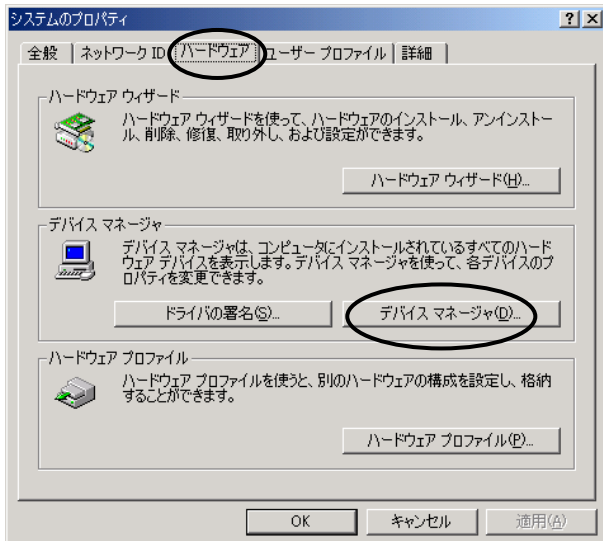 システムのプロパティ
全般 ネットワーク ID ハードウェア ユーザー プロファイル 詳細
ハードウェア ウィザード
ハードウェア ウィザードを使って、ハードウェアのインストール、アンインストー
ル、削除、修復、取り外し、および設定ができます。
ハードウェア ウィザード(H)...
デバイス マネージャ
デバイス マネージャは、コンピュータにインストールされているすべてのハード
ウェア デバイスを表示します。デバイス マネージャを使って、各デバイスのプ
ロパティを変更できます。
ドライバの署名(S)... デバイス マネージャ(D)...
ハードウェア プロファイル
ハードウェア プロファイルを使うと、別のハードウェアの構成を設定し、格納
することができます。
ハードウェア プロファイル(P)...
OK キャンセル 適用(A)